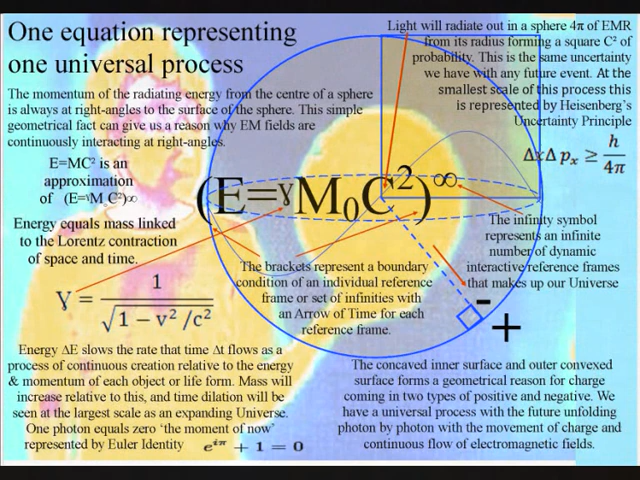 One equation representing
one universal process
The momentum of the radiating energy from the centre of a sphere
is always at right-angles to the surface of the sphere. This simple
geometrical fact can give us a reason why EM fields are
continuously interacting at right-angles.
Light will radiate out in a sphere 4π of EMR
from its radius forming a square C² of
probability. This is the same uncertainty
we have with any future event. At the
smallest scale of this process this
is represented by Heisenberg's
Uncertainty Principle
ΔxΔ pₓ ≥ h/4π
E=MC² is an
approximation
of (E=ɣM C²)∞
(E=ɣM₀C²)∞
Energy equals mass linked
to the Lorentz contraction
of space and time.
ɣ = 1/√(1 − v²/c²)
The brackets represent a boundary
condition of an individual reference
frame or set of infinities with
an Arrow of Time for each
reference frame.
The infinity symbol
represents an infinite
number of dynamic
interactive reference frames
that makes up our Universe
-
+
Energy ΔE slows the rate that time Δt flows as a
process of continuous creation relative to the energy
& momentum of each object or life form. Mass will
increase relative to this, and time dilation will be
seen at the largest scale as an expanding Universe.
One photon equals zero ‘the moment of now’
represented by Euler Identity e^iπ + 1 = 0
The concaved inner surface and outer convexed
surface forms a geometrical reason for charge
coming in two types of positive and negative. We
have a universal process with the future unfolding
photon by photon with the movement of charge and
continuous flow of electromagnetic fields.